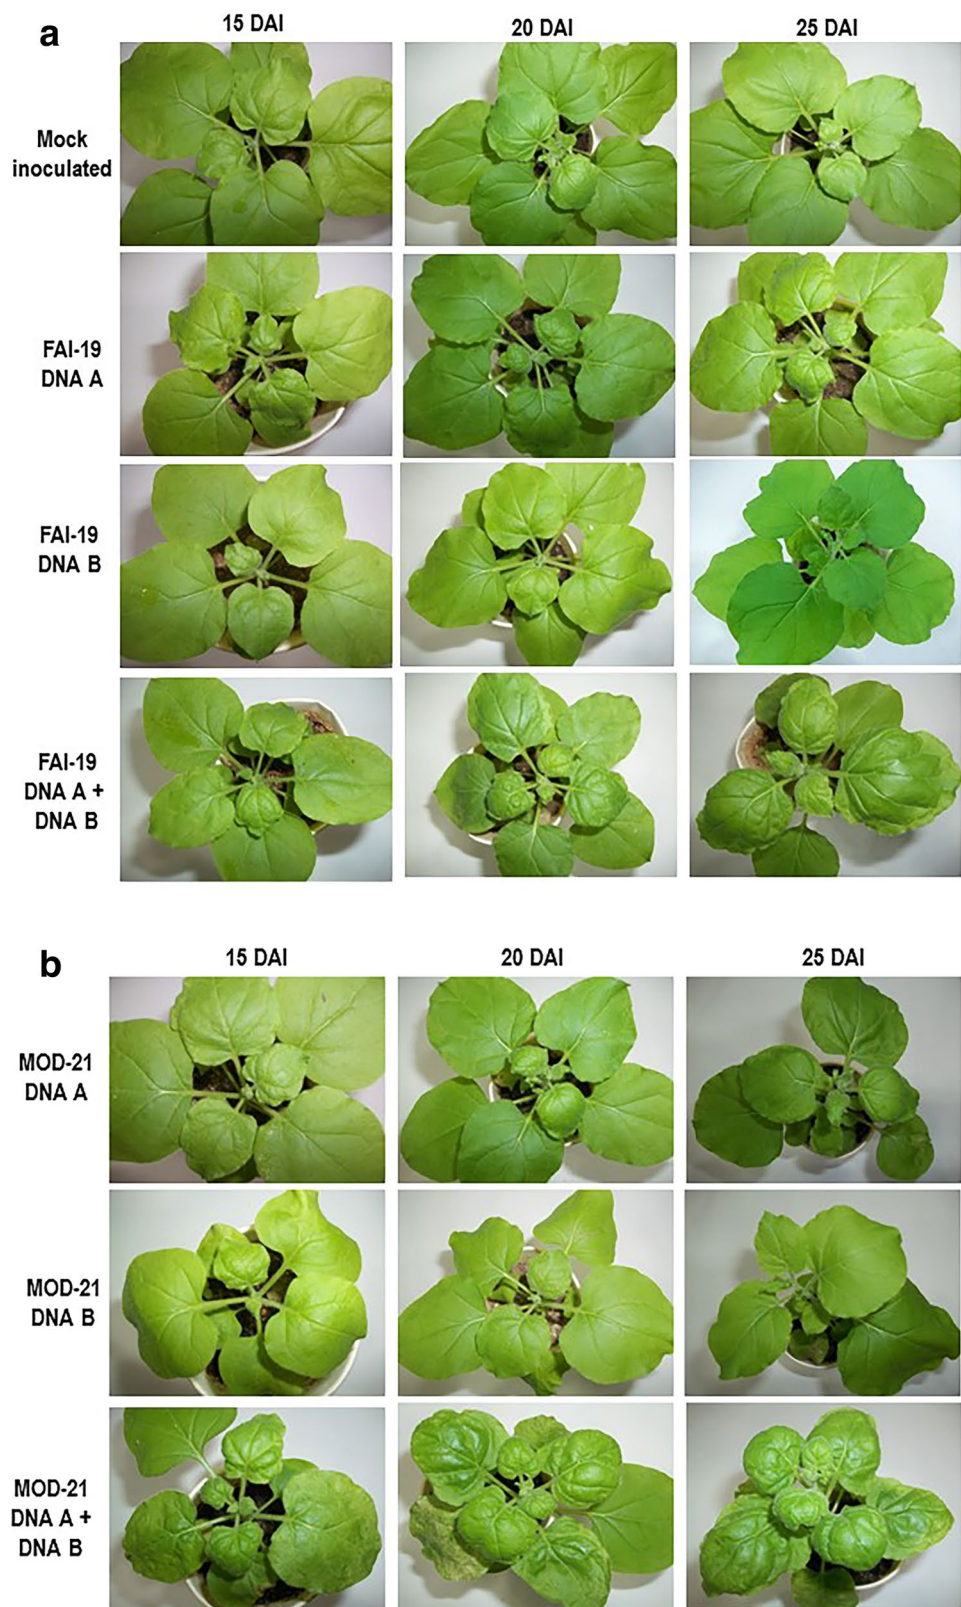 a
15 DAI
20 DAI
25 DAI
Mock
inoculated
FAI-19
DNA A
FAI-19
DNA B
FAI-19
DNA A +
DNA B
b
15 DAI
20 DAI
25 DAI
MOD-21
DNA A
MOD-21
DNA B
MOD-21
DNA A +
DNA B